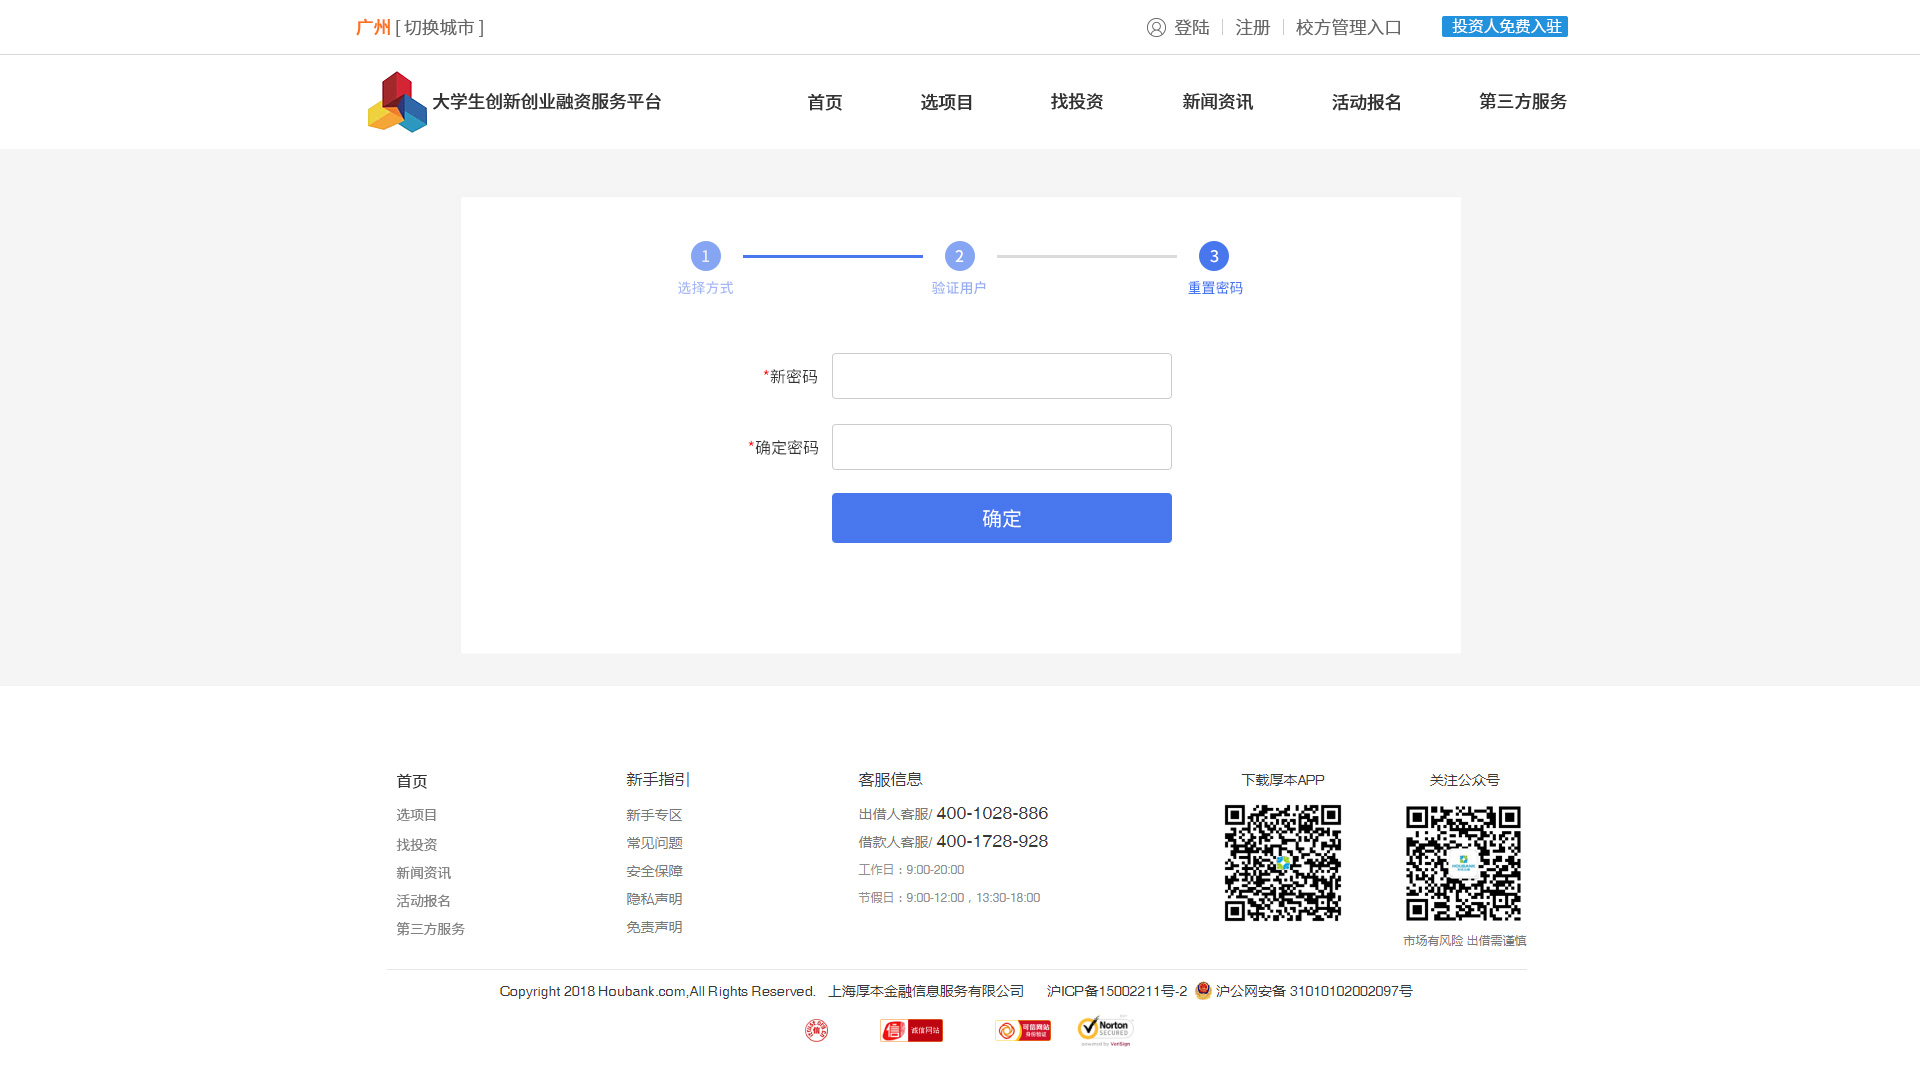 广州 [ 切换城市 ]
登陆 注册 校方管理入口 投资人免费入驻
大学生创新创业融资服务平台
首页 选项目 找投资 新闻资讯 活动报名 第三方服务
1 2 3
选择方式 验证用户 重置密码
*新密码
*确定密码
确定
首页
选项目
找投资
新闻资讯
活动报名
第三方服务
新手指引
新手专区
常见问题
安全保障
隐私声明
免责声明
客服信息
出借人客服/ 400-1028-886
借款人客服/ 400-1728-928
工作日：9:00-20:00
节假日：9:00-12:00，13:30-18:00
下载厚本APP
关注公众号
HOUBANK
市场有风险 出借需谨慎
Copyright 2018 Houbank.com,All Rights Reserved. 上海厚本金融信息服务有限公司 沪ICP备15002211号-2 沪公网安备 31010102002097号
信 诚信网站
可信网站
身份验证
Norton
SECURED
powered by VeriSign